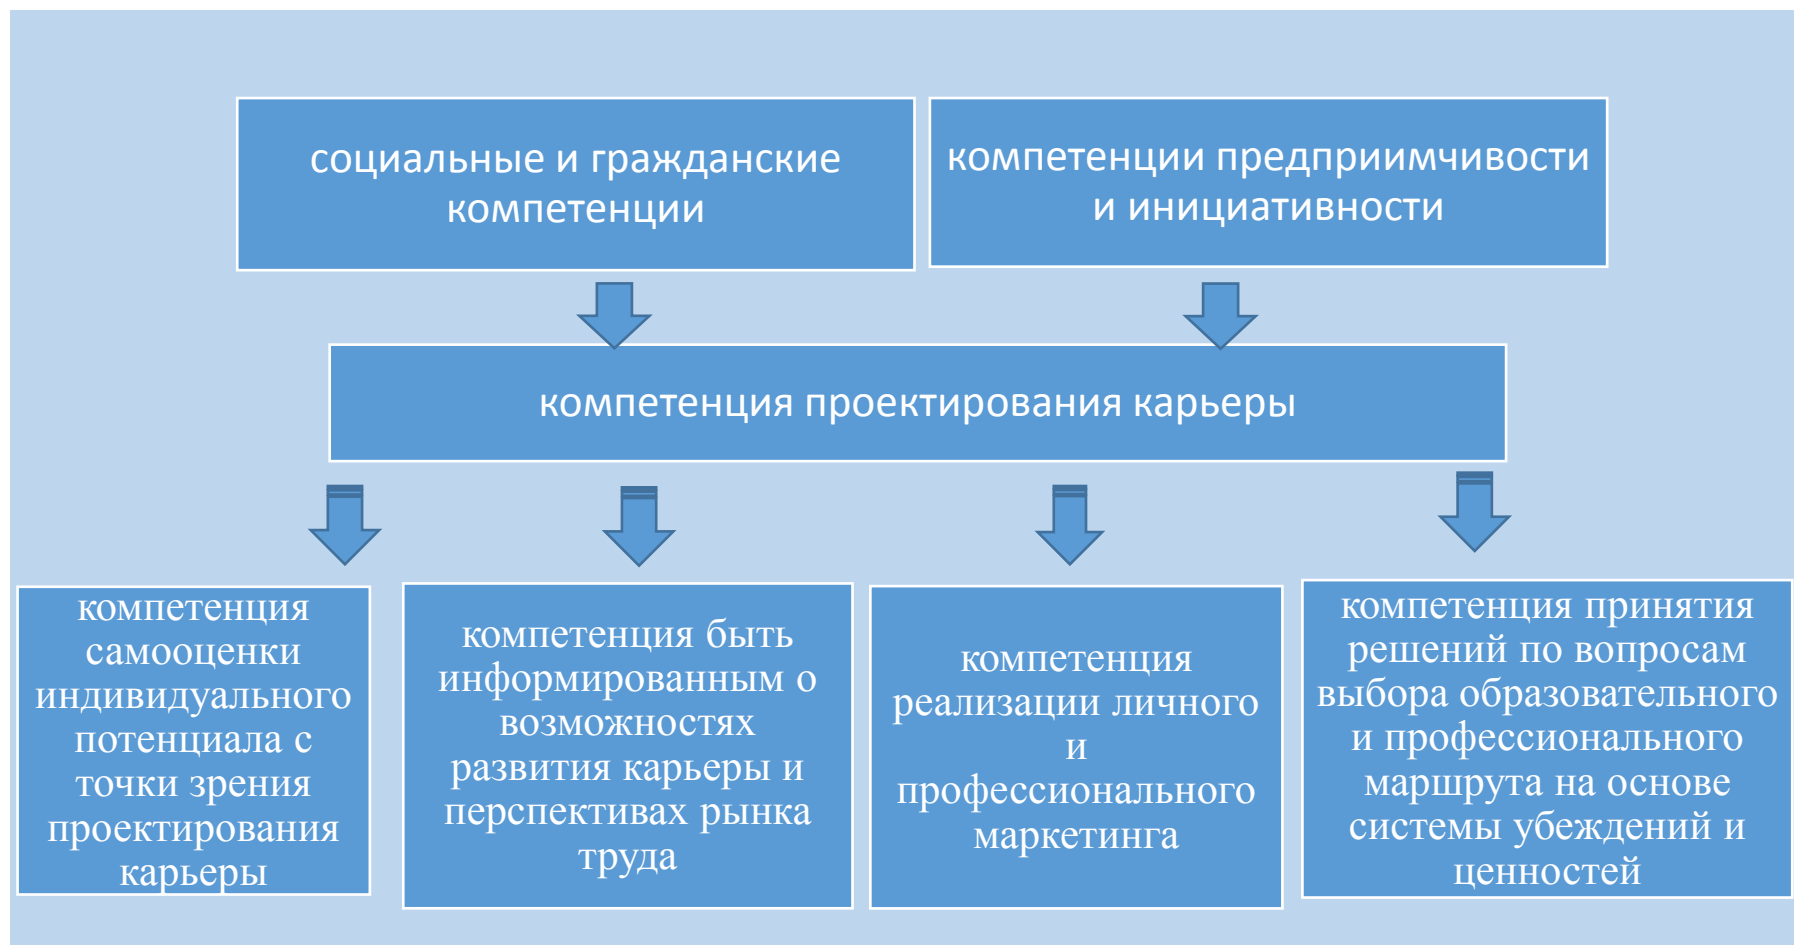 социальные и гражданские
компетенции
компетенции предприимчивости
и инициативности
компетенция проектирования карьеры
компетенция
самооценки
индивидуального
потенциала с
точки зрения
проектирования
карьеры
компетенция быть
информированным о
возможностях
развития карьеры и
перспективах рынка
труда
компетенция
реализации личного
и
профессионального
маркетинга
компетенция принятия
решений по вопросам
выбора образовательного
и профессионального
маршрута на основе
системы убеждений и
ценностей